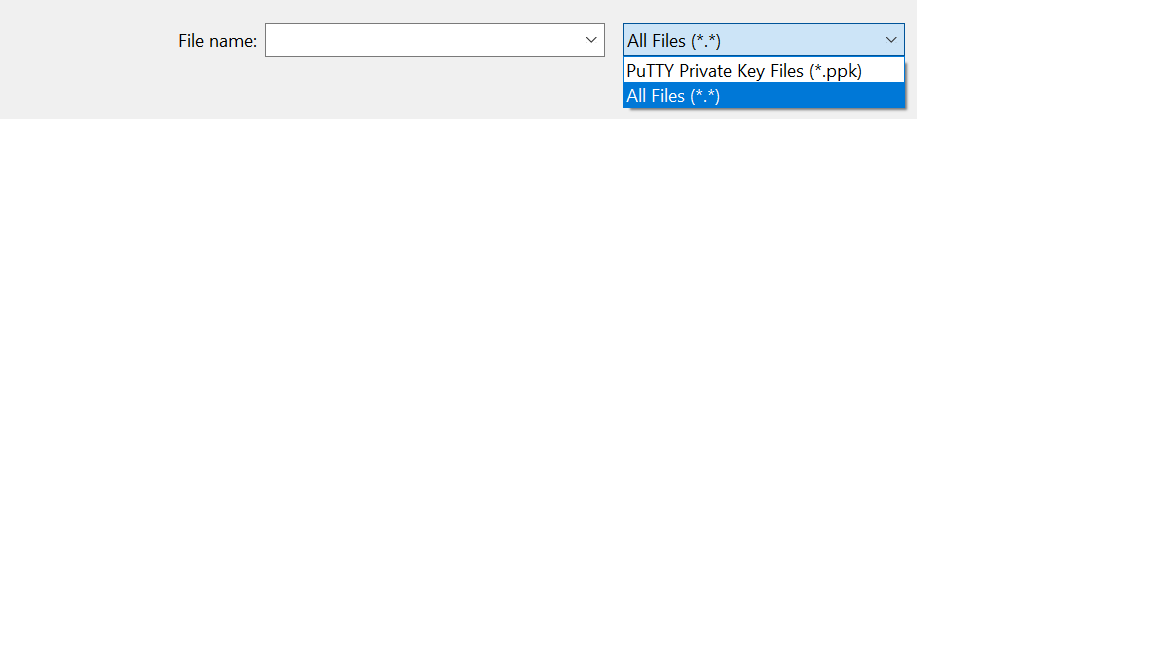 File name: All Files (*.*)
PuTTY Private Key Files (*.ppk)
All Files (*.*)